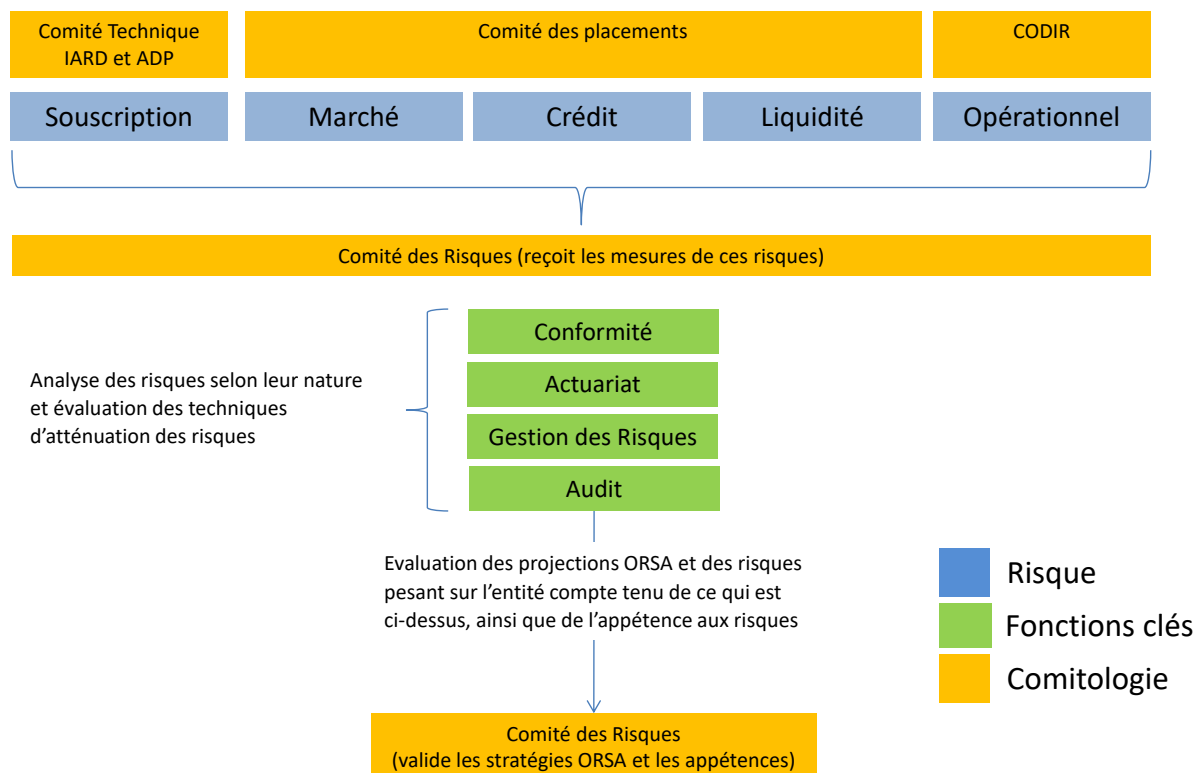 Comité Technique
IARD et ADP
Comité des placements
CODIR
Souscription
Marché
Crédit
Liquidité
Opérationnel
Comité des Risques (reçoit les mesures de ces risques)
Analyse des risques selon leur nature
et évaluation des techniques
d’atténuation des risques
Conformité
Actuariat
Gestion des Risques
Audit
Evaluation des projections ORSA et des risques
pesant sur l’entité compte tenu de ce qui est
ci-dessus, ainsi que de l’appétence aux risques
Risque
Fonctions clés
Comitologie
Comité des Risques
(valide les stratégies ORSA et les appétences)